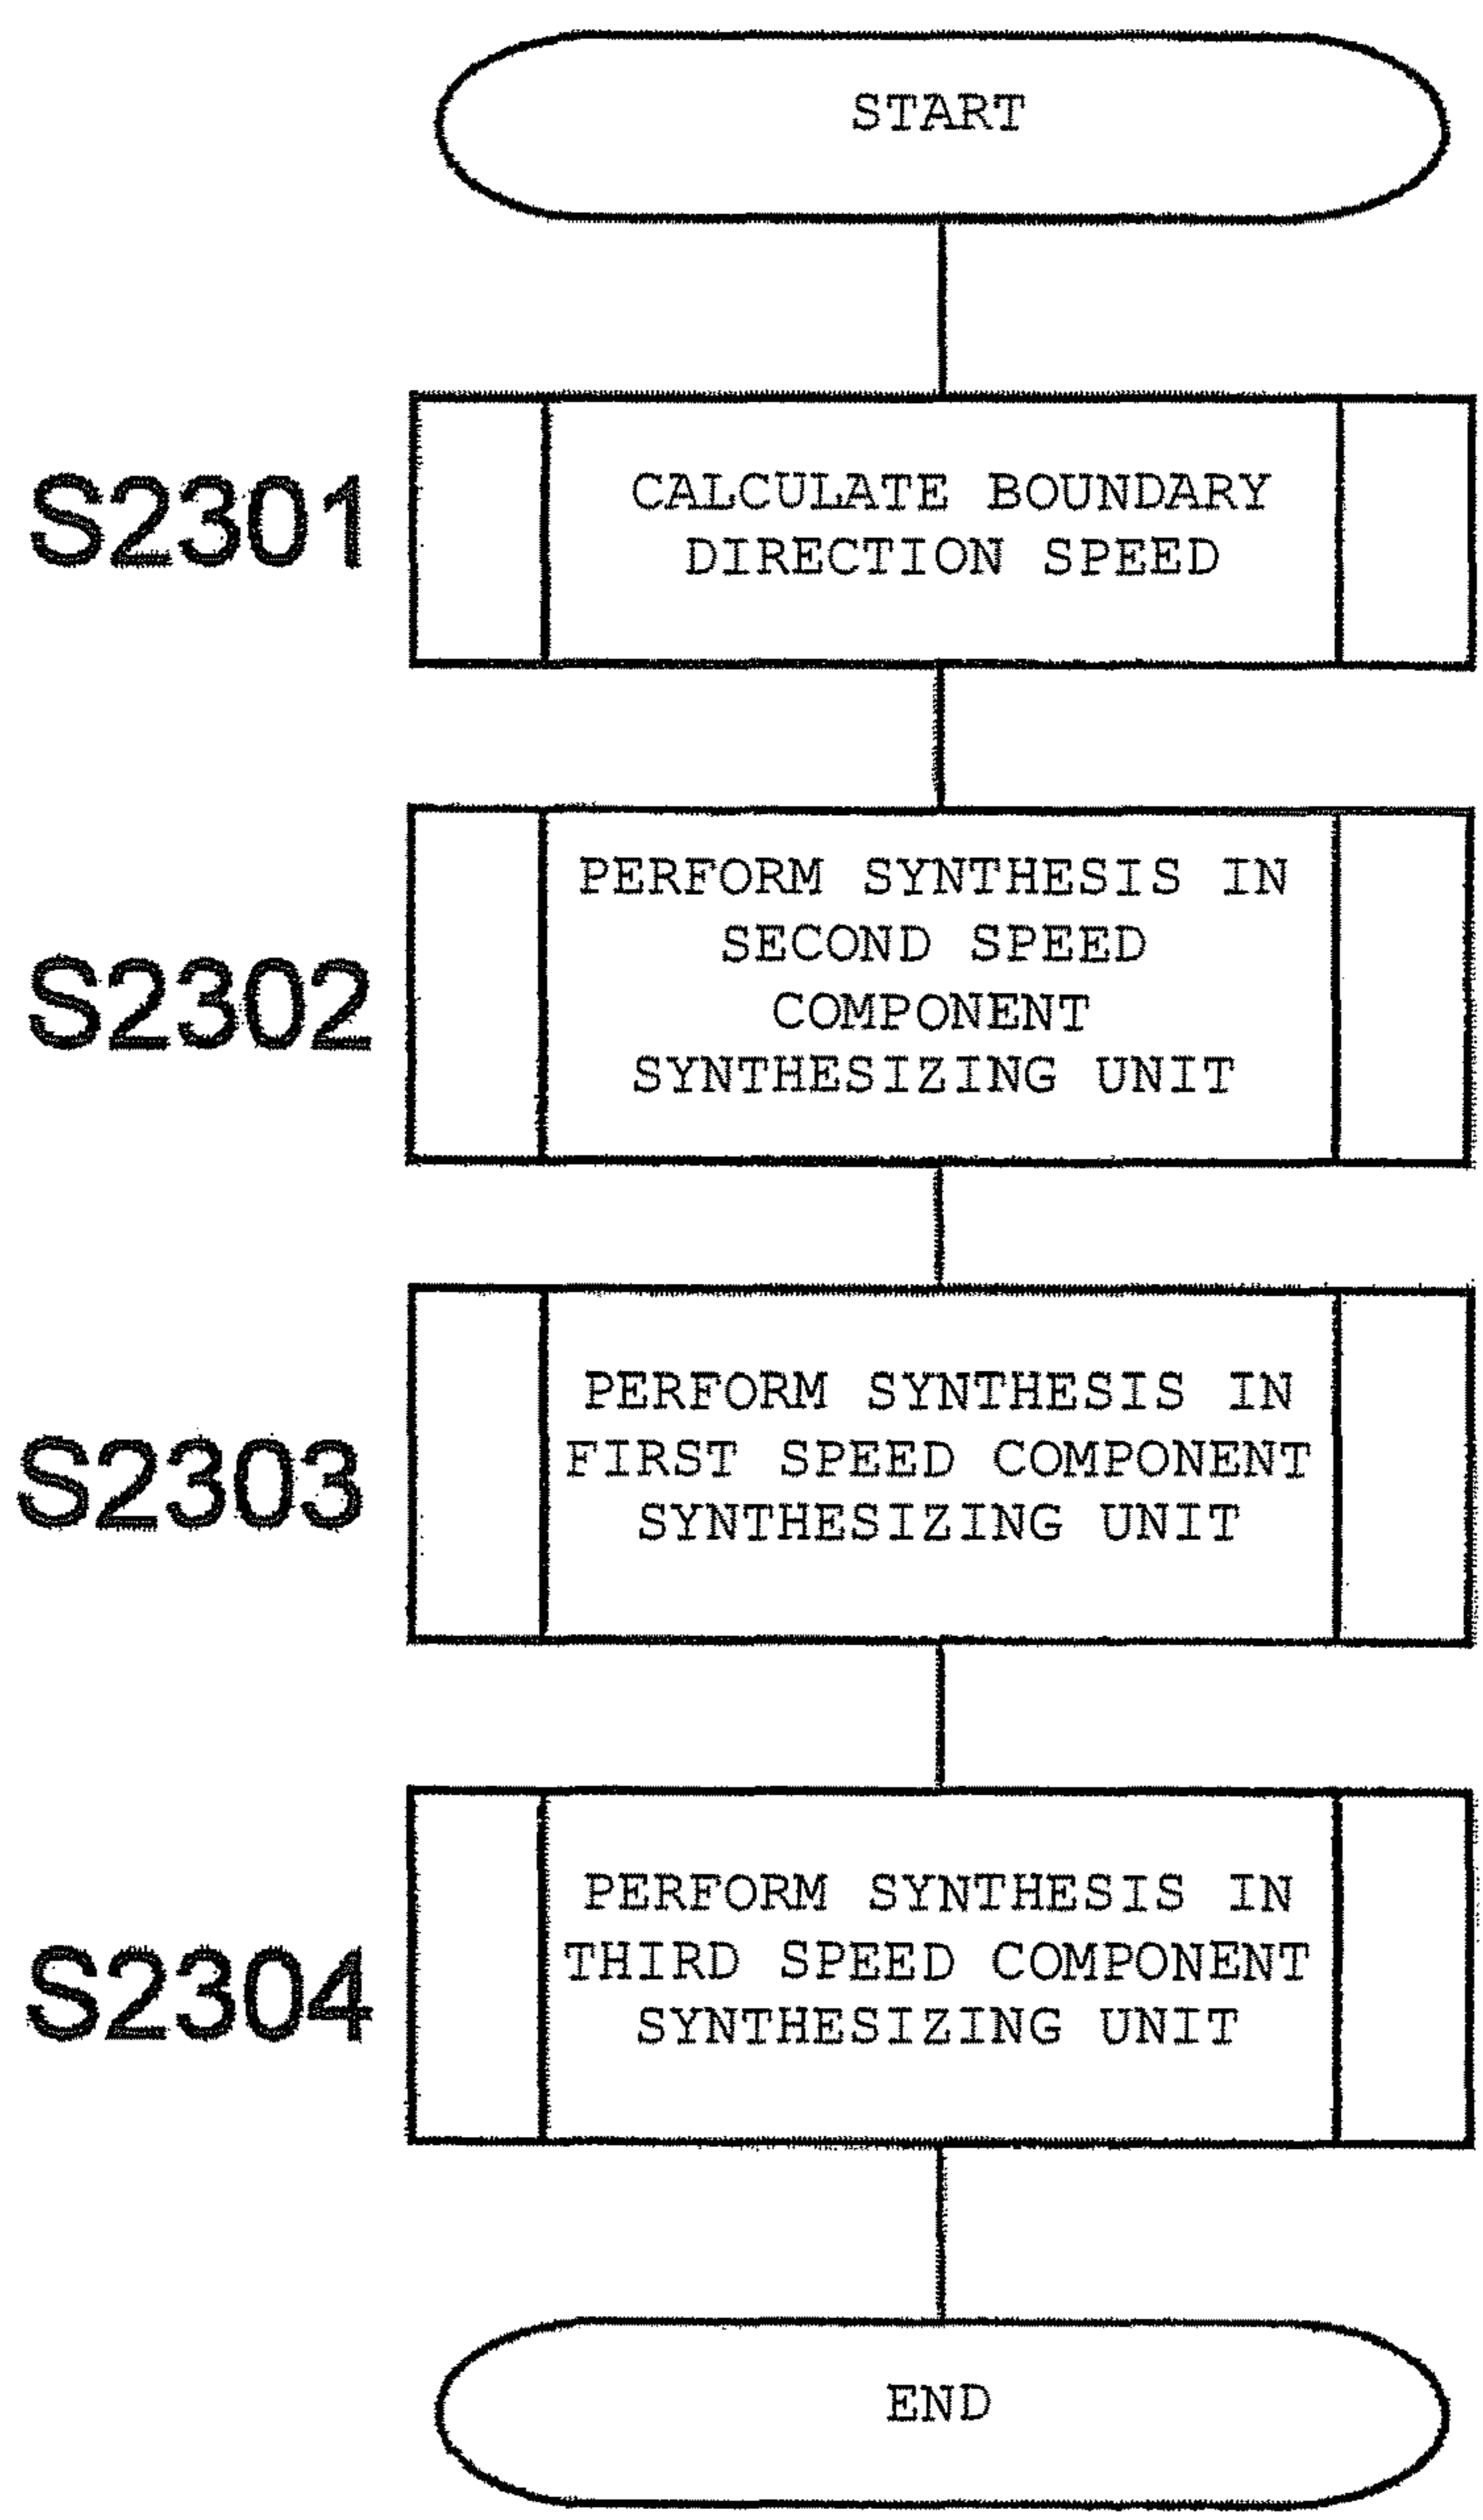 START
S2301
CALCULATE BOUNDARY
DIRECTION SPEED
S2302
PERFORM SYNTHESIS IN
SECOND SPEED
COMPONENT
SYNTHESIZING UNIT
S2303
PERFORM SYNTHESIS IN
FIRST SPEED COMPONENT
SYNTHESIZING UNIT
S2304
PERFORM SYNTHESIS IN
THIRD SPEED COMPONENT
SYNTHESIZING UNIT
END